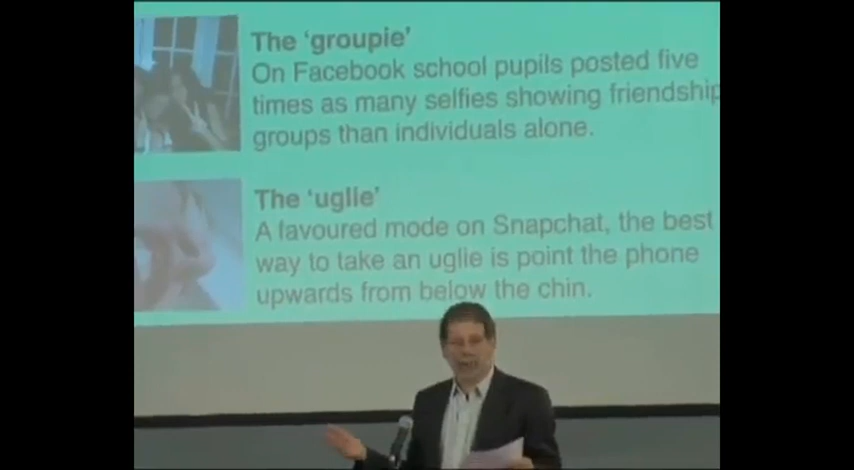 The ‘groupie’
On Facebook school pupils posted five
times as many selfies showing friendship
groups than individuals alone.
The ‘uglie’
A favoured mode on Snapchat, the best
way to take an uglie is point the phone
upwards from below the chin.